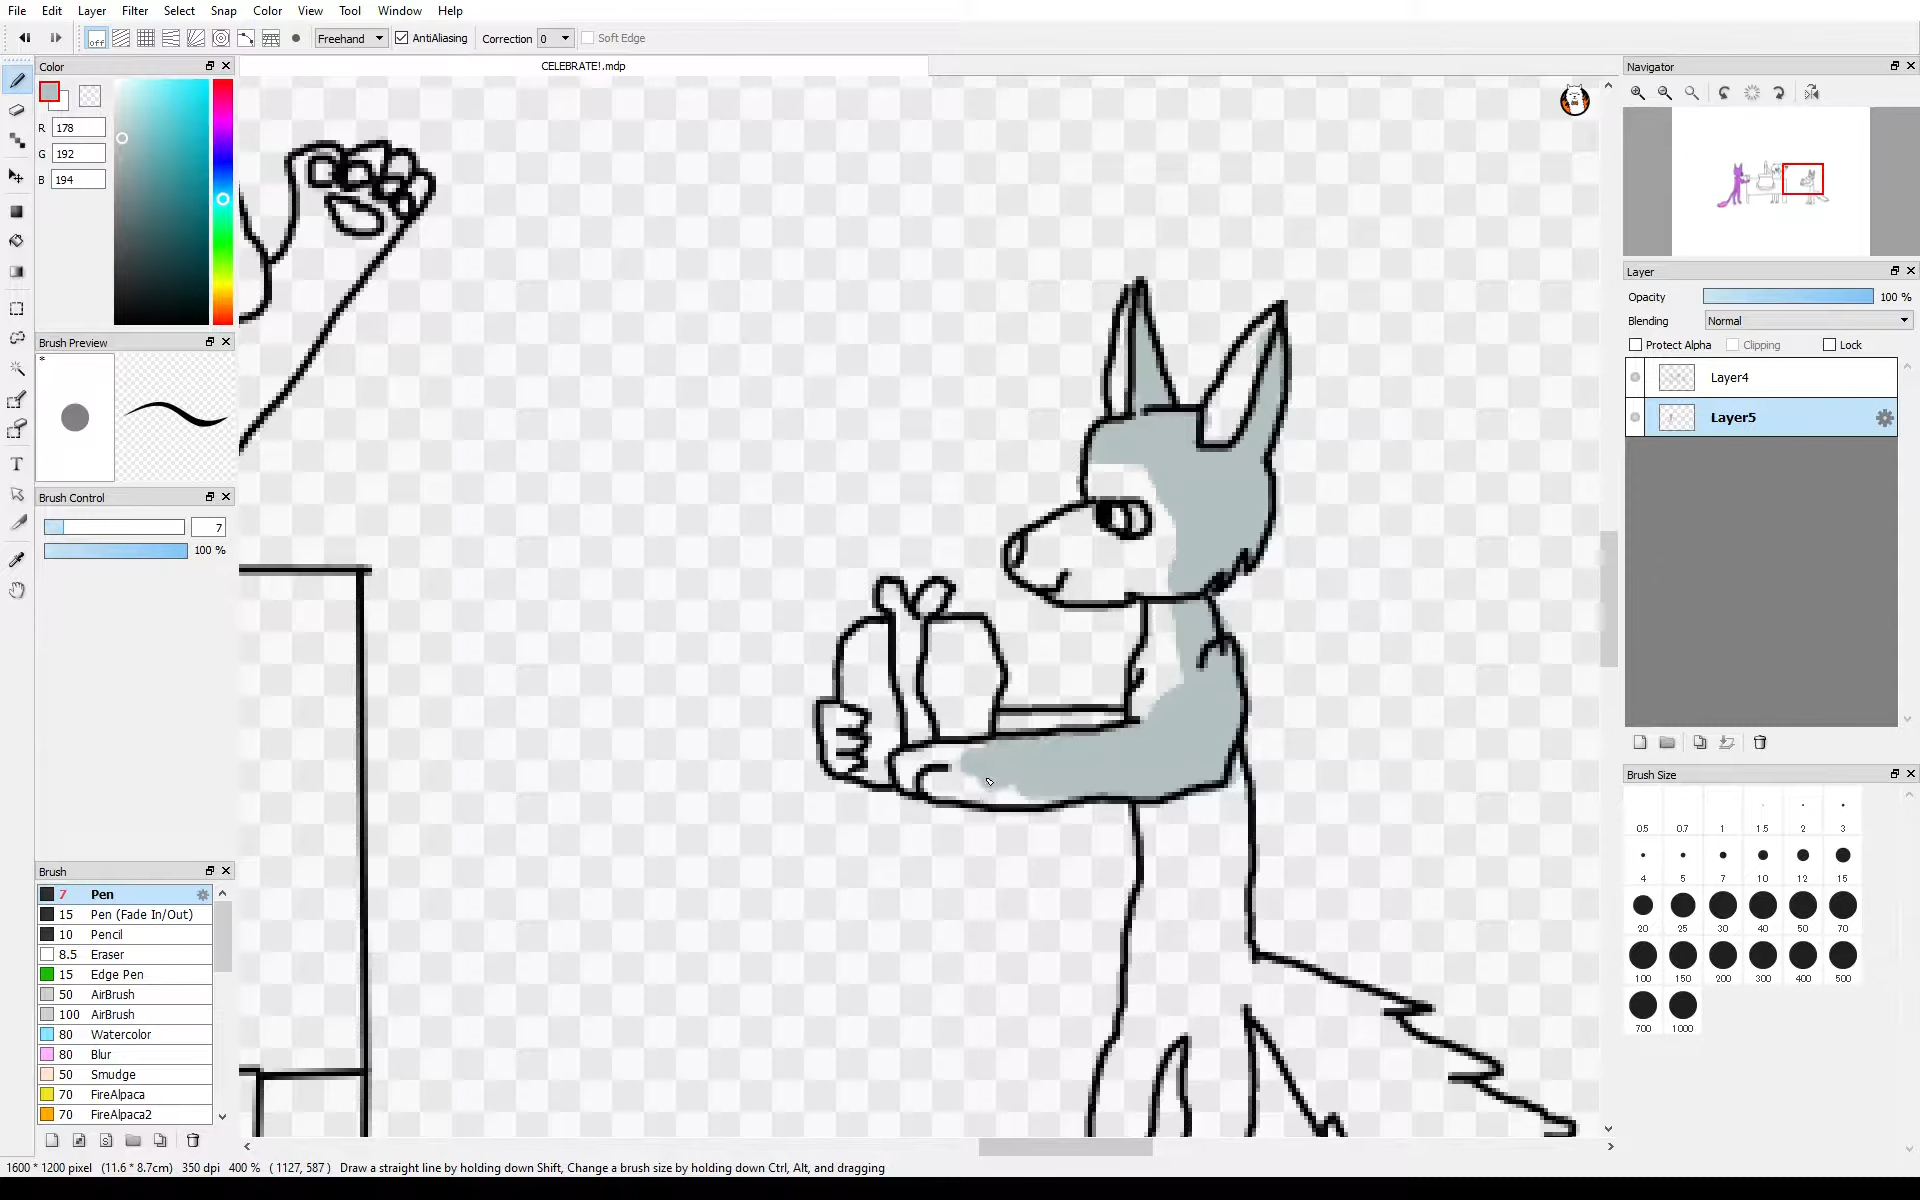 File Edit Layer Filter Select Snap Color Tool Window Help
off Freehand AntiAliasing Correction 0 Soft Edge
Color
CELEBRATE!.mdp
Navigator
R 178
G 192
B 194
Layer
Opacity 100 %
Blending Normal
Protect Alpha Clipping Lock
Layer4
Layer5
Brush Preview
*
Brush Control
7
100 %
Brush Size
0.5 0.7 1 1.5 2 3
4 5 7 10 12 15
20 25 30 40 50 70
100 150 200 300 400 500
700 1000
Brush
7 Pen
15 Pen (Fade In/Out)
10 Pencil
8.5 Eraser
15 Edge Pen
50 AirBrush
100 AirBrush
80 Watercolor
80 Blur
50 Smudge
70 FireAlpaca
70 FireAlpaca2
1600 * 1200 pixel (11.6 * 8.7cm) 350 dpi 400 % ( 1127, 587 ) Draw a straight line by holding down Shift, Change a brush size by holding down Ctrl, Alt, and dragging